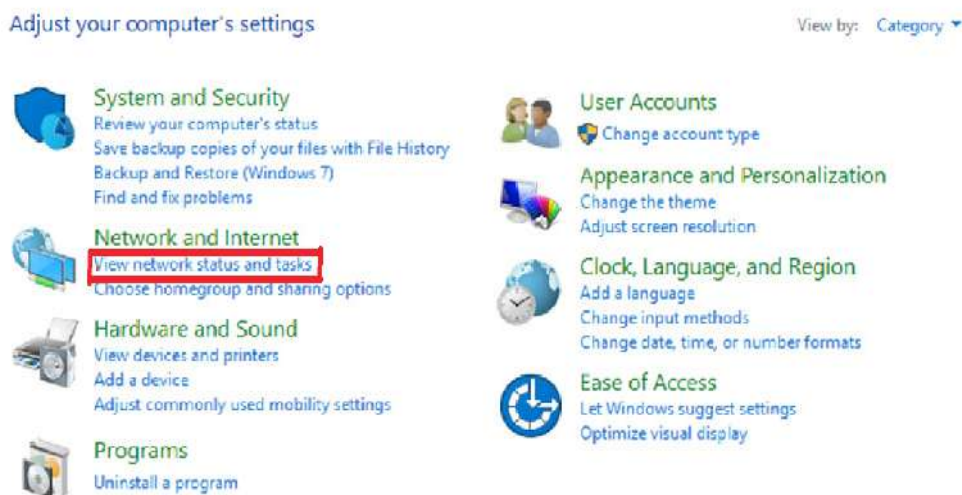 Adjust your computer's settings
View by: Category
System and Security
Review your computer's status
Save backup copies of your files with File History
Backup and Restore (Windows 7)
Find and fix problems
Network and Internet
View network status and tasks
Choose homegroup and sharing options
Hardware and Sound
View devices and printers
Add a device
Adjust commonly used mobility settings
Programs
Uninstall a program
User Accounts
Change account type
Appearance and Personalization
Change the theme
Adjust screen resolution
Clock, Language, and Region
Add a language
Change input methods
Change date, time, or number formats
Ease of Access
Let Windows suggest settings
Optimize visual display